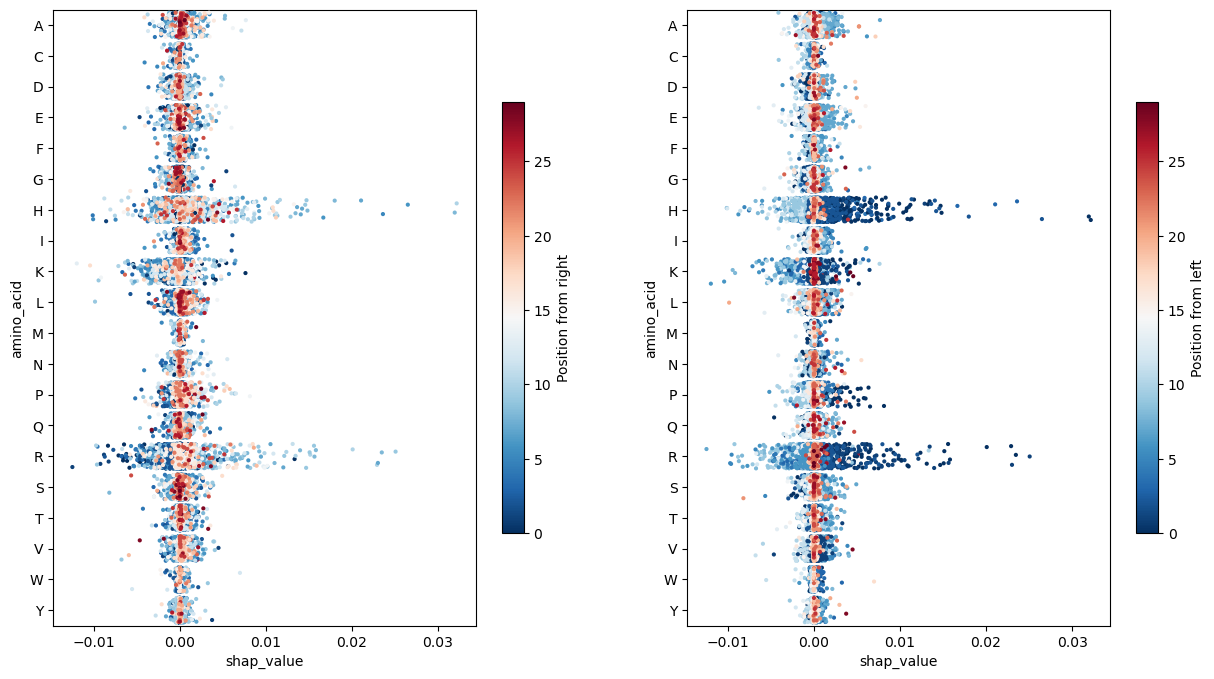 amino_acid
A
C
D
E
F
G
H
I
K
L
M
N
P
Q
R
S
T
V
W
Y
−0.01 0.00 0.01 0.02 0.03
shap_value
25
20
15
10
5
0
Position from right
amino_acid
A
C
D
E
F
G
H
I
K
L
M
N
P
Q
R
S
T
V
W
Y
−0.01 0.00 0.01 0.02 0.03
shap_value
25
20
15
10
5
0
Position from left